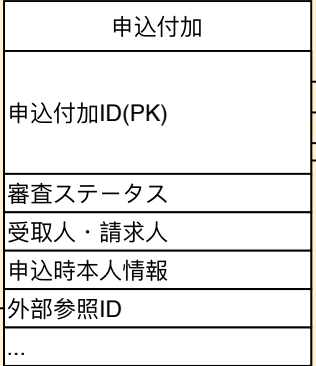 申込付加
申込付加ID(PK)
審査ステータス
受取人・請求人
申込時本人情報
外部参照ID
...